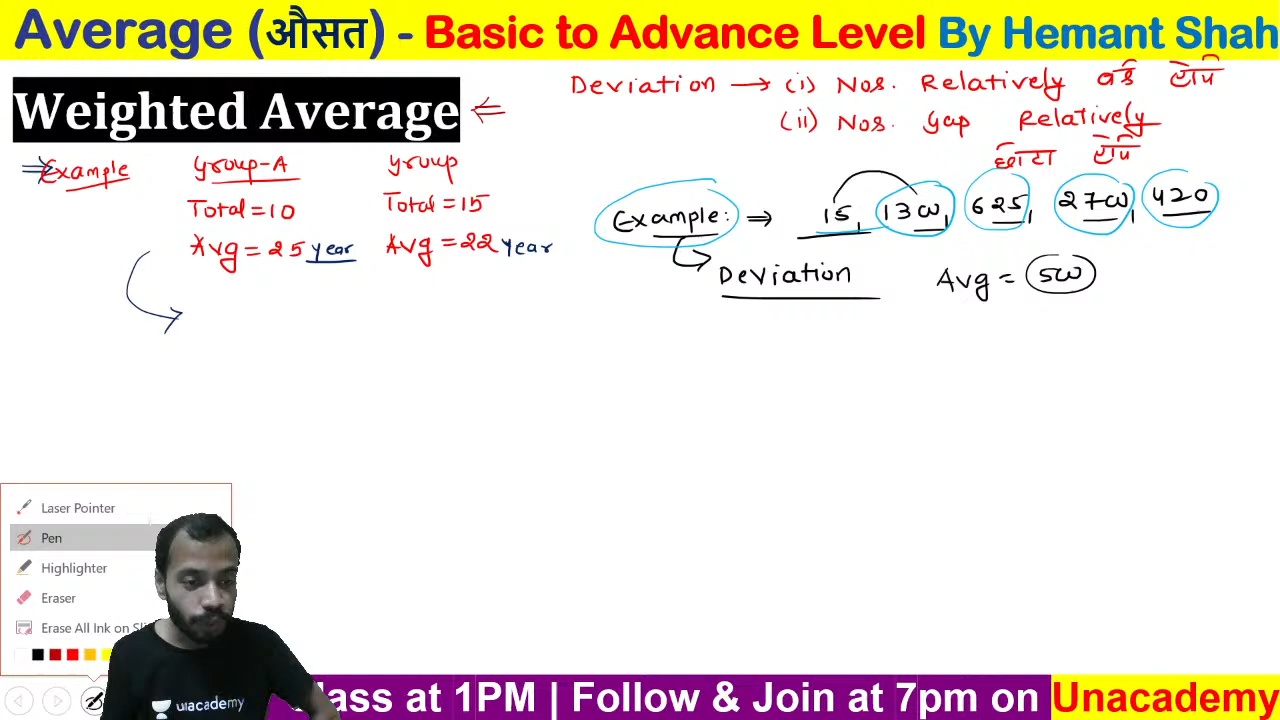 Average (औसत) - Basic to Advance Level By Hemant Shah
Weighted Average
Deviation → (i) Nos. Relatively बड़े होंगे
(ii) Nos. gap Relatively
छोटा होंगे
⇒ Example Group-A Group
Total = 10 Total = 15
Avg = 25 year Avg = 22 year
Example: ⇒ 15, 1300, 625, 2700, 420
Deviation Avg = 500
Laser Pointer
Pen
Highlighter
Eraser
Erase All Ink on Sli
unacademy
lass at 1PM | Follow & Join at 7pm on Unacademy